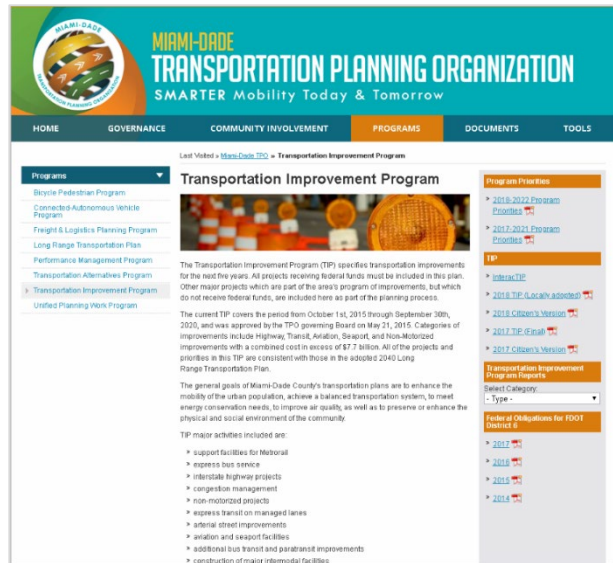 MIAMI-DADE
TRANSPORTATION PLANNING ORGANIZATION
MIAMI-DADE
TRANSPORTATION PLANNING ORGANIZATION
SMARTER Mobility Today & Tomorrow
HOME
GOVERNANCE
COMMUNITY INVOLVEMENT
PROGRAMS
DOCUMENTS
TOOLS
Last Visited » Miami-Dade TPO » Transportation Improvement Program
Programs
Bicycle Pedestrian Program
Connected-Autonomous Vehicle
Program
Freight & Logistics Planning Program
Long Range Transportation Plan
Performance Management Program
Transportation Alternatives Program
Transportation Improvement Program
Unified Planning Work Program
Transportation Improvement Program
The Transportation Improvement Program (TIP) specifies transportation improvements
for the next five years. All projects receiving federal funds must be included in this plan.
Other major projects which are part of the area's program of improvements, but which
do not receive federal funds, are included here as part of the planning process.
The current TIP covers the period from October 1st, 2015 through September 30th,
2020, and was approved by the TPO governing Board on May 21, 2015. Categories of
improvements include Highway, Transit, Aviation, Seaport, and Non-Motorized
Improvements with a combined cost in excess of $7.7 billion. All of the projects and
priorities in this TIP are consistent with those in the adopted 2040 Long
Range Transportation Plan.
The general goals of Miami-Dade County's transportation plans are to enhance the
mobility of the urban population, achieve a balanced transportation system, to meet
energy conservation needs, to improve air quality, as well as to preserve or enhance the
physical and social environment of the community.
TIP major activities included are:
support facilities for Metrorail
express bus service
interstate highway projects
congestion management
non-motorized projects
express transit on managed lanes
arterial street improvements
aviation and seaport facilities
additional bus transit and paratransit improvements
construction of major intermodal facilities
Program Priorities
2018-2022 Program
Priorities
2017-2021 Program
Priorities
TIP
InteracTIP
2018 TIP (Locally adopted)
2018 Citizen's Version
2017 TIP (Final)
2017 Citizen's Version
Transportation Improvement
Program Reports
Select Category:
- Type -
Federal Obligations for FDOT
District 6
2017
2016
2015
2014